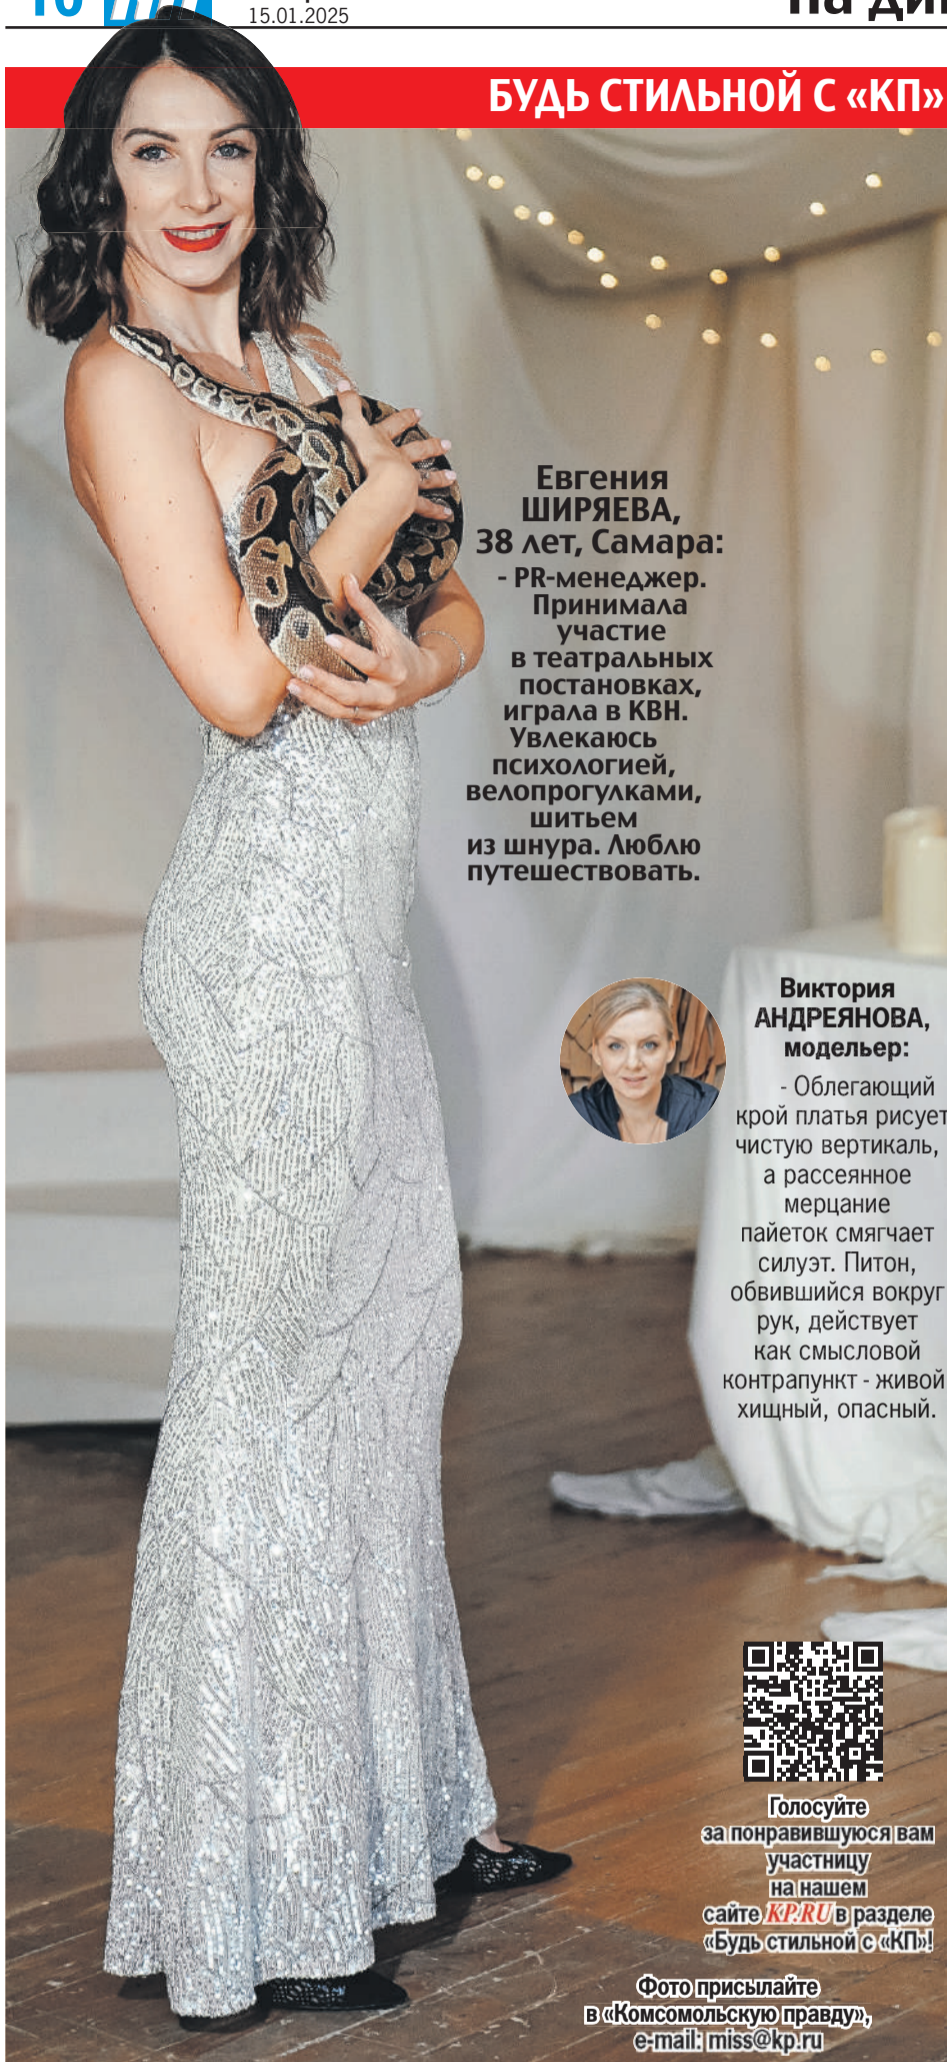 10
15.01.2025
на ди
БУДЬ СТИЛЬНОЙ С «КП»
Евгения
ШИРЯЕВА,
38 лет, Самара:
- PR-менеджер.
Принимала
участие
в театральных
постановках,
играла в КВН.
Увлекаюсь
психологией,
велопрогулками,
шитьем
из шнура. Люблю
путешествовать.
Виктория
АНДРЕЯНОВА,
модельер:
- Облегающий
крой платья рисует
чистую вертикаль,
а рассеянное
мерцание
пайеток смягчает
силуэт. Питон,
обвившийся вокруг
рук, действует
как смысловой
контрапункт - живой
хищный, опасный.
Голосуйте
за понравившуюся вам
участницу
на нашем
сайте KP.RU в разделе
«Будь стильной с «КП»!
Фото присылайте
в «Комсомольскую правду»,
e-mail: miss@kp.ru